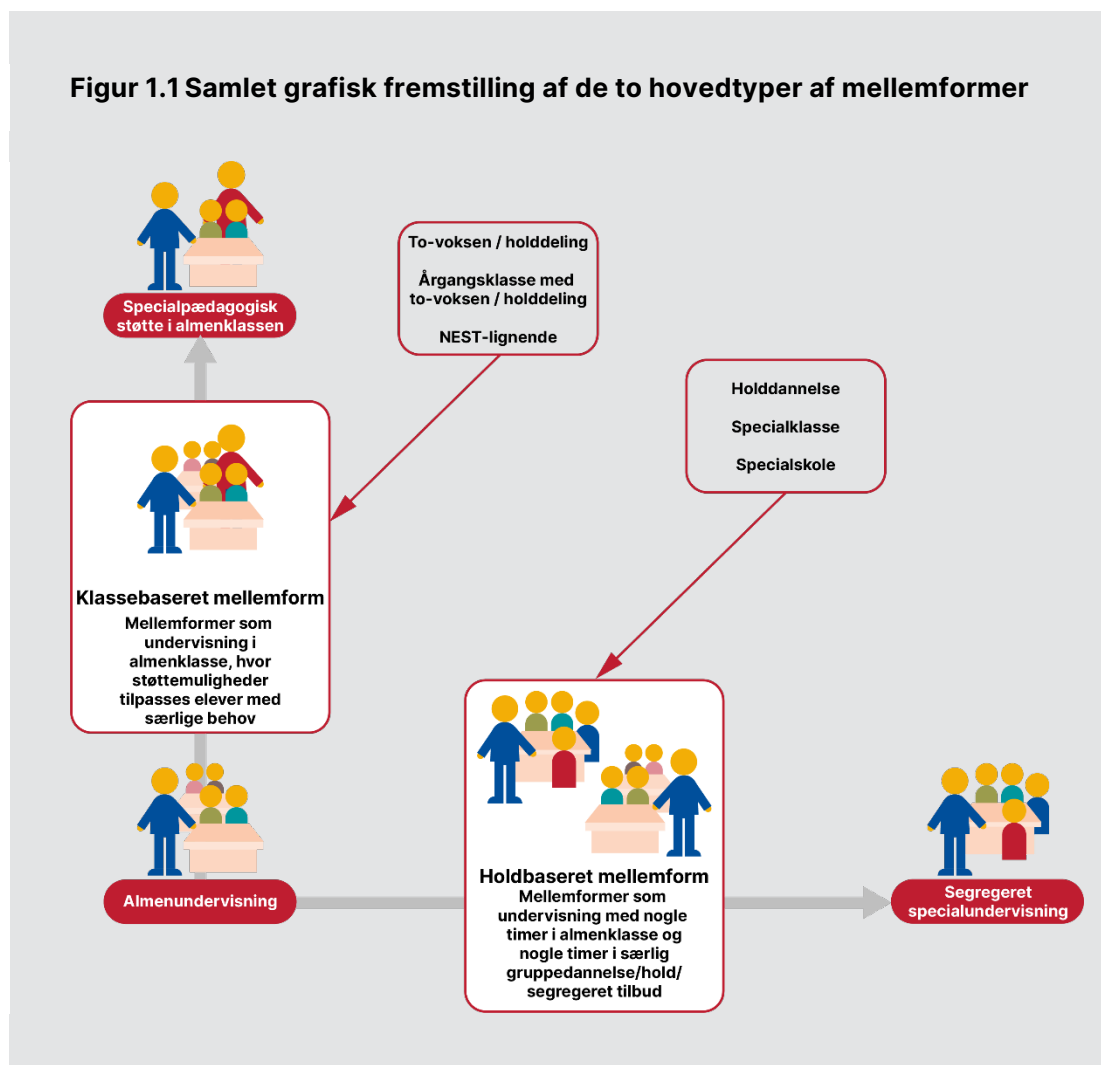 Figur 1.1 Samlet grafisk fremstilling af de to hovedtyper af mellemformer
Specialpædagogisk
støtte i almenklassen
To-voksen / holddeling
Årgangsklasse med
to-voksen / holddeling
NEST-lignende
Holddannelse
Specialklasse
Specialskole
Klassebaseret mellemform
Mellemformer som
undervisning i
almenklasse, hvor
støttemuligheder
tilpasses elever med
særlige behov
Almenundervisning
Holdbaseret mellemform
Mellemformer som
undervisning med nogle
timer i almenklasse og
nogle timer i særlig
gruppedannelse/hold/
segregeret tilbud
Segregeret
specialundervisning